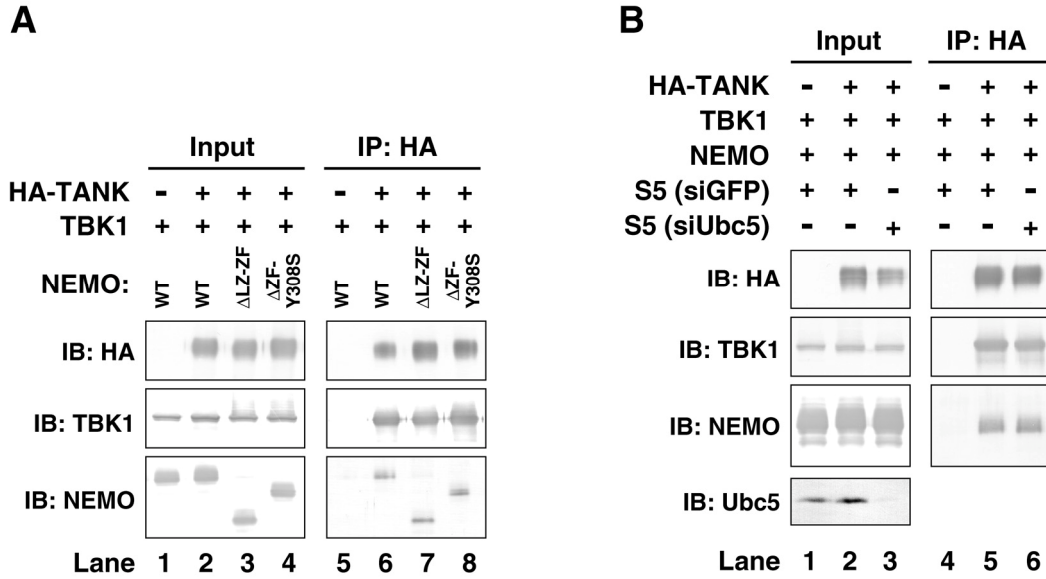 A
Input IP: HA
HA-TANK - + + + - + + +
TBK1 + + + + + + + +
NEMO: WT WT ΔLZ-ZF ΔZF-Y308S WT WT ΔLZ-ZF ΔZF-Y308S
IB: HA
IB: TBK1
IB: NEMO
Lane 1 2 3 4 5 6 7 8
B
Input IP: HA
HA-TANK - + + - + +
TBK1 + + + + + +
NEMO + + + + + +
S5 (siGFP) + + - + + -
S5 (siUbc5) - - + - - +
IB: HA
IB: TBK1
IB: NEMO
IB: Ubc5
Lane 1 2 3 4 5 6